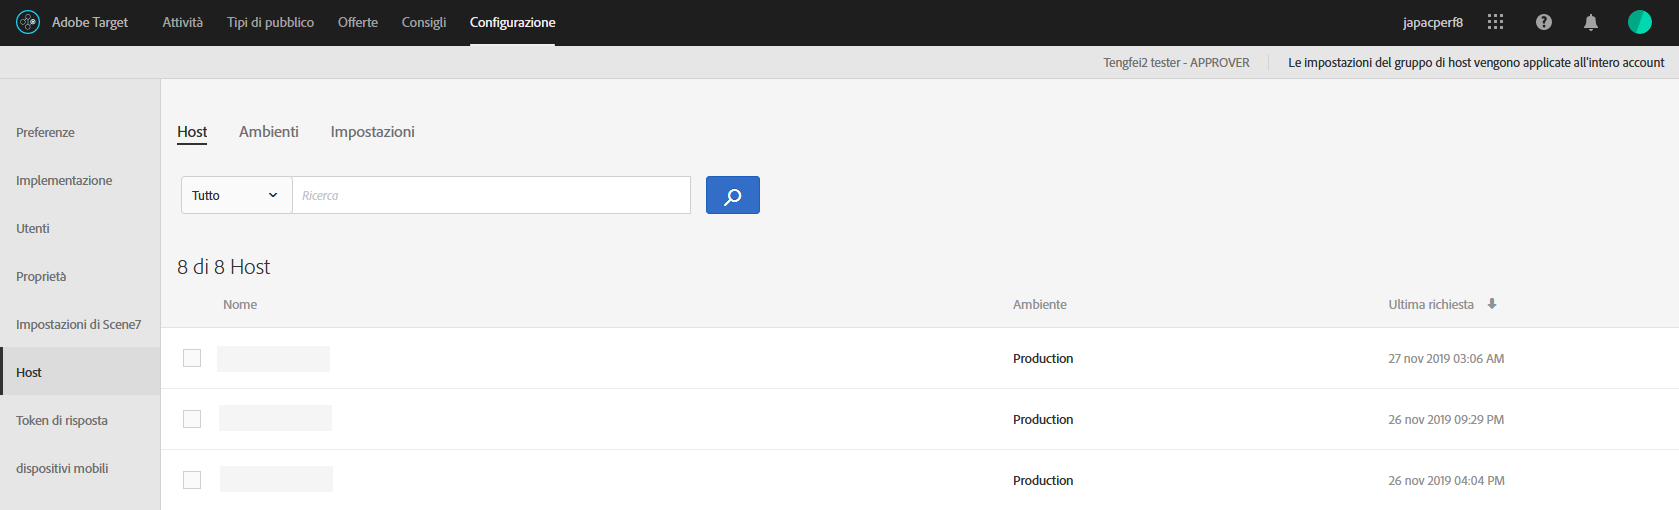 Adobe Target Attività Tipi di pubblico Offerte Consigli Configurazione japacperf8
Tengfei2 tester - APPROVER Le impostazioni del gruppo di host vengono applicate all'intero account
Preferenze
Implementazione
Utenti
Proprietà
Impostazioni di Scene7
Host
Token di risposta
dispositivi mobili
Host Ambienti Impostazioni
Tutto Ricerca
8 di 8 Host
Nome Ambiente Ultima richiesta
Production 27 nov 2019 03:06 AM
Production 26 nov 2019 09:29 PM
Production 26 nov 2019 04:04 PM